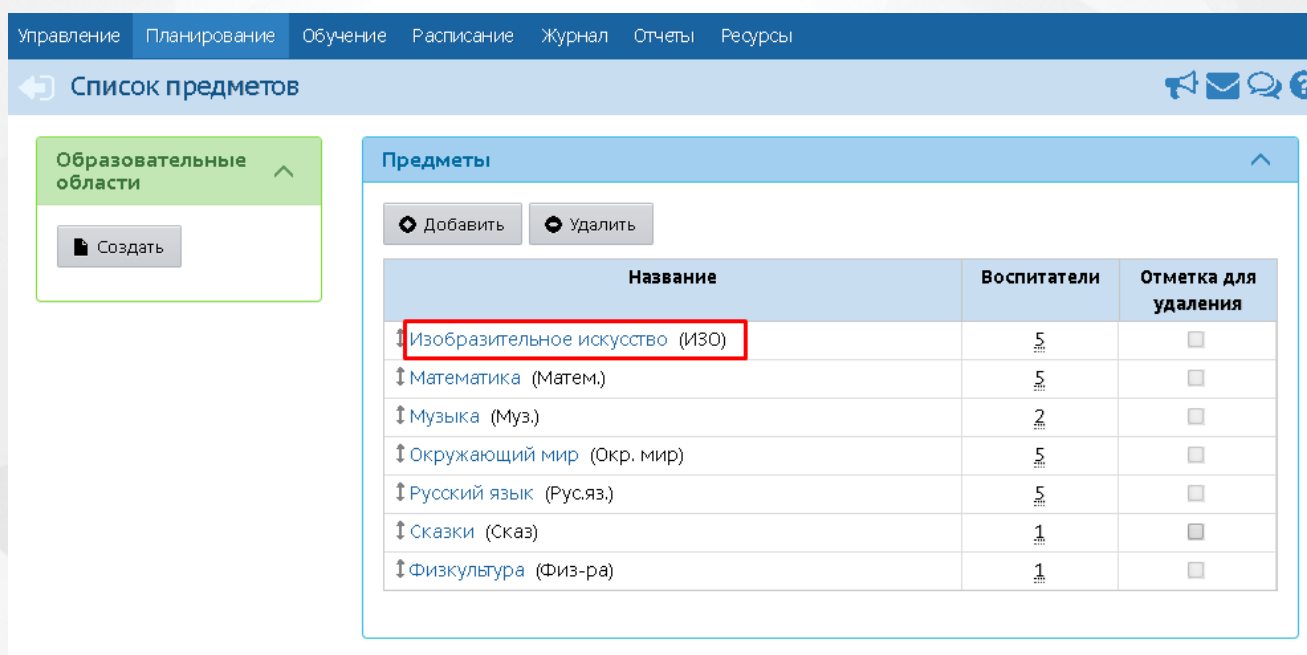 Управление Планирование Обучение Расписание Журнал Отчеты Ресурсы
Список предметов
Образовательные
области
Создать
Предметы
Добавить Удалить
Название Воспитатели Отметка для
удаления
Изобразительное искусство (ИЗО) 5
Математика (Матем.) 5
Музыка (Муз.) 2
Окружающий мир (Окр. мир) 5
Русский язык (Рус.яз.) 5
Сказки (Сказ) 1
Физкультура (Физ-ра) 1